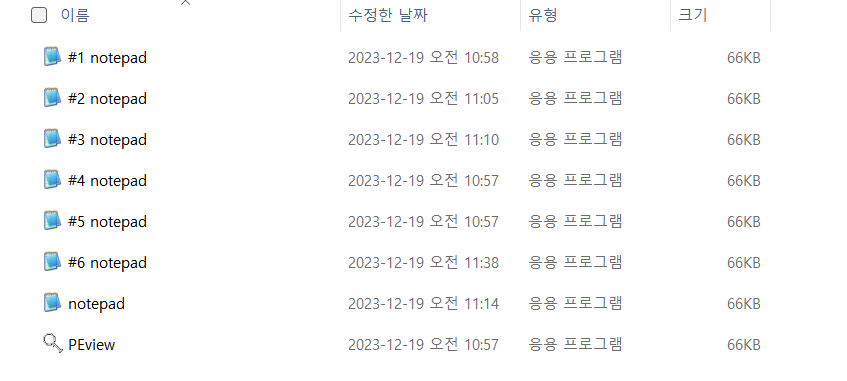 이름 수정한 날짜 유형 크기
#1 notepad 2023-12-19 오전 10:58 응용 프로그램 66KB
#2 notepad 2023-12-19 오전 11:05 응용 프로그램 66KB
#3 notepad 2023-12-19 오전 11:10 응용 프로그램 66KB
#4 notepad 2023-12-19 오전 10:57 응용 프로그램 66KB
#5 notepad 2023-12-19 오전 10:57 응용 프로그램 66KB
#6 notepad 2023-12-19 오전 11:38 응용 프로그램 66KB
notepad 2023-12-19 오전 11:14 응용 프로그램 66KB
PEview 2023-12-19 오전 10:57 응용 프로그램 66KB